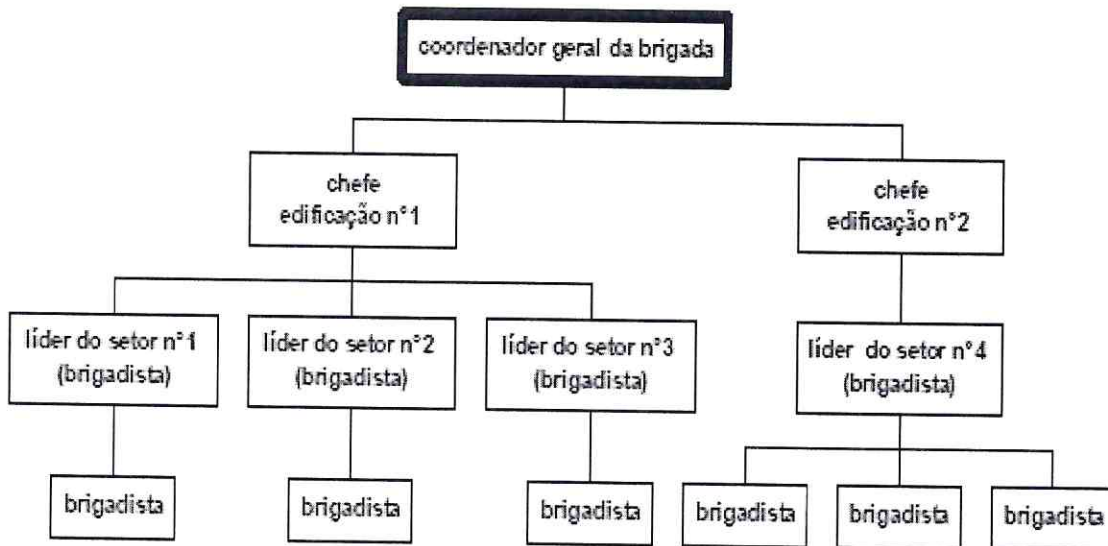 coordenador geral da brigada
chefe
edificação n°1
chefe
edificação n°2
líder do setor n°1
(brigadista)
líder do setor n°2
(brigadista)
líder do setor n°3
(brigadista)
líder do setor n°4
(brigadista)
brigadista
brigadista
brigadista
brigadista
brigadista
brigadista